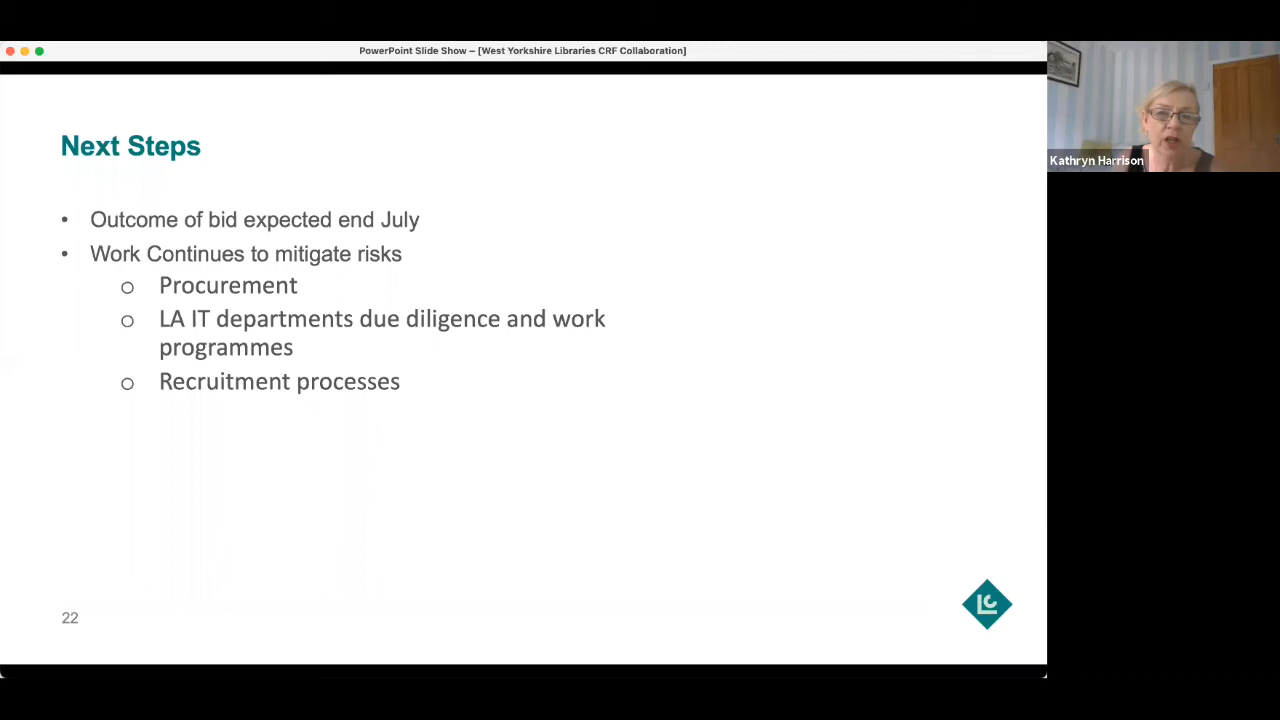 PowerPoint Slide Show – [West Yorkshire Libraries CRF Collaboration]
Next Steps
• Outcome of bid expected end July
• Work Continues to mitigate risks
o Procurement
o LA IT departments due diligence and work
programmes
o Recruitment processes
22
LC
Kathryn Harrison